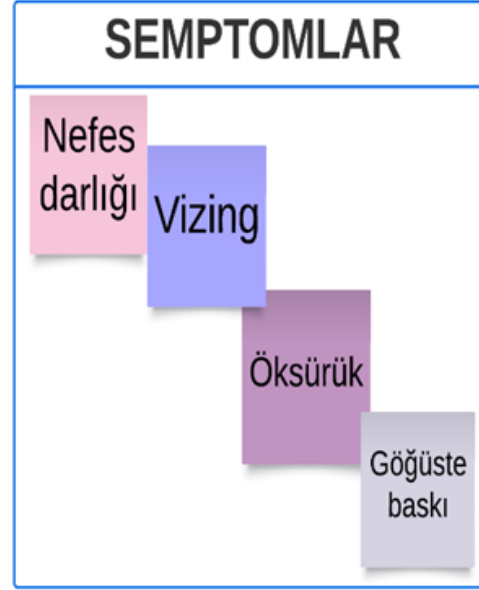 SEMPTOMLAR
Nefes
darlığı
Vizing
Öksürük
Göğüste
baskı